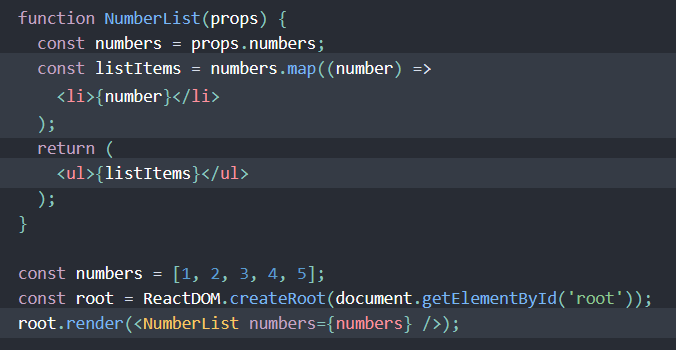 function NumberList(props) {
  const numbers = props.numbers;
  const listItems = numbers.map((number) =>
    <li>{number}</li>
  );
  return (
    <ul>{listItems}</ul>
  );
}

const numbers = [1, 2, 3, 4, 5];
const root = ReactDOM.createRoot(document.getElementById('root'));
root.render(<NumberList numbers={numbers} />);